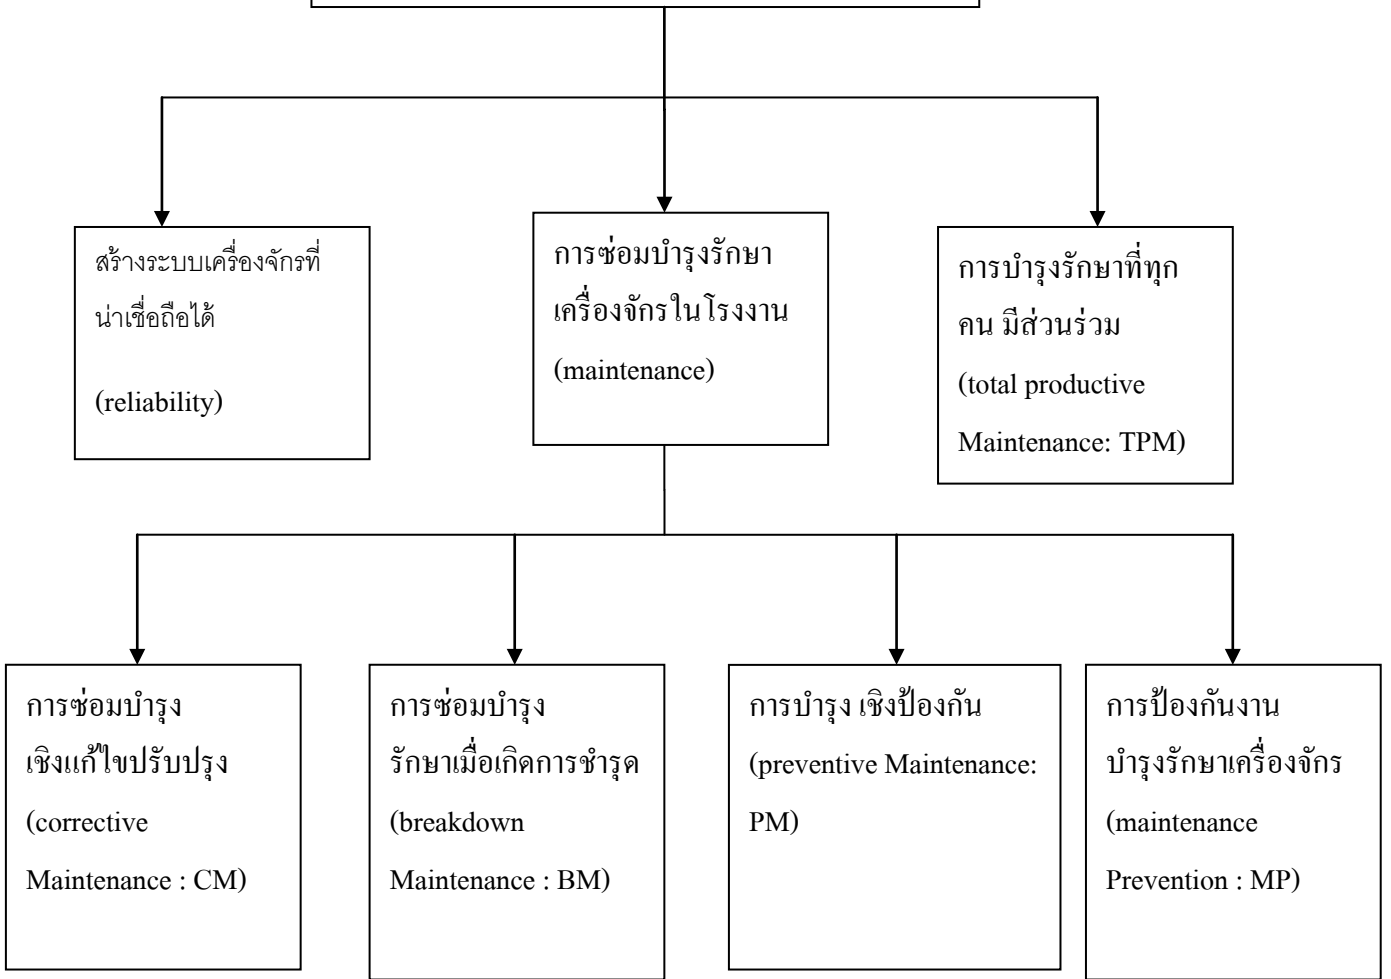 สร้างระบบเครื่องจักรที่
น่าเชื่อถือได้
(reliability)
การซ่อมบำรุงรักษา
เครื่องจักรในโรงงาน
(maintenance)
การบำรุงรักษาที่ทุก
คน มีส่วนร่วม
(total productive
Maintenance: TPM)
การซ่อมบำรุง
เชิงแก้ไขปรับปรุง
(corrective
Maintenance : CM)
การซ่อมบำรุง
รักษาเมื่อเกิดการชำรุด
(breakdown
Maintenance : BM)
การบำรุง เชิงป้องกัน
(preventive Maintenance:
PM)
การป้องกันงาน
บำรุงรักษาเครื่องจักร
(maintenance
Prevention : MP)